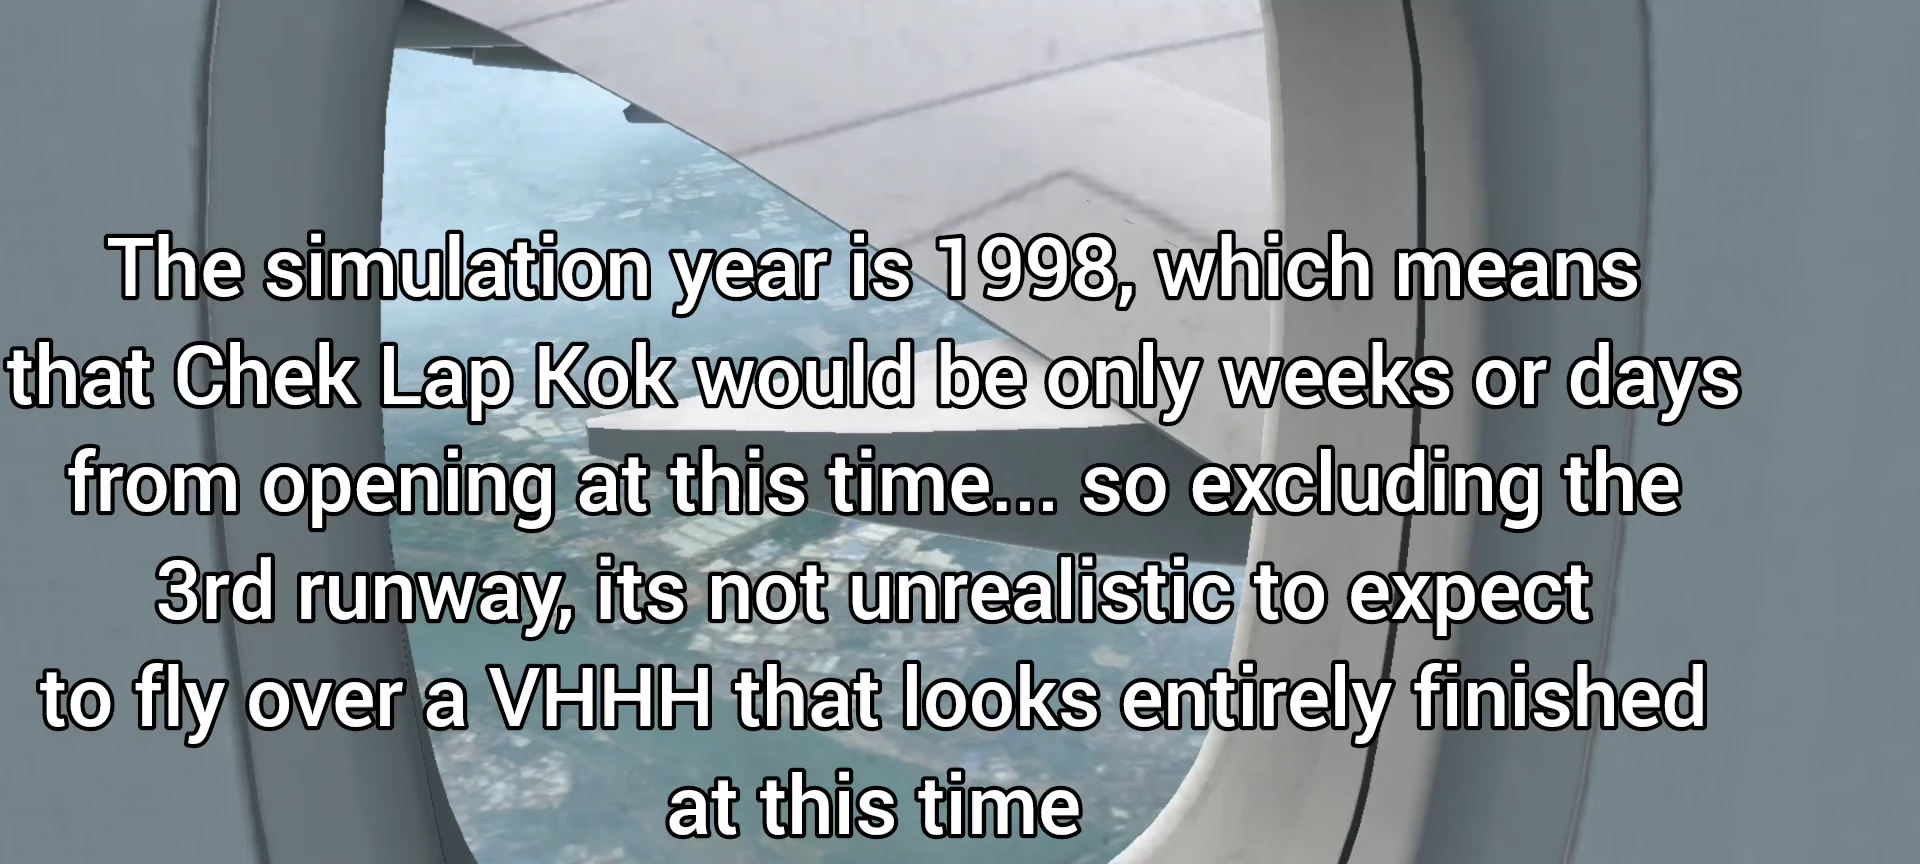 The simulation year is 1998, which means
that Chek Lap Kok would be only weeks or days
from opening at this time... so excluding the
3rd runway, its not unrealistic to expect
to fly over a VHHH that looks entirely finished
at this time